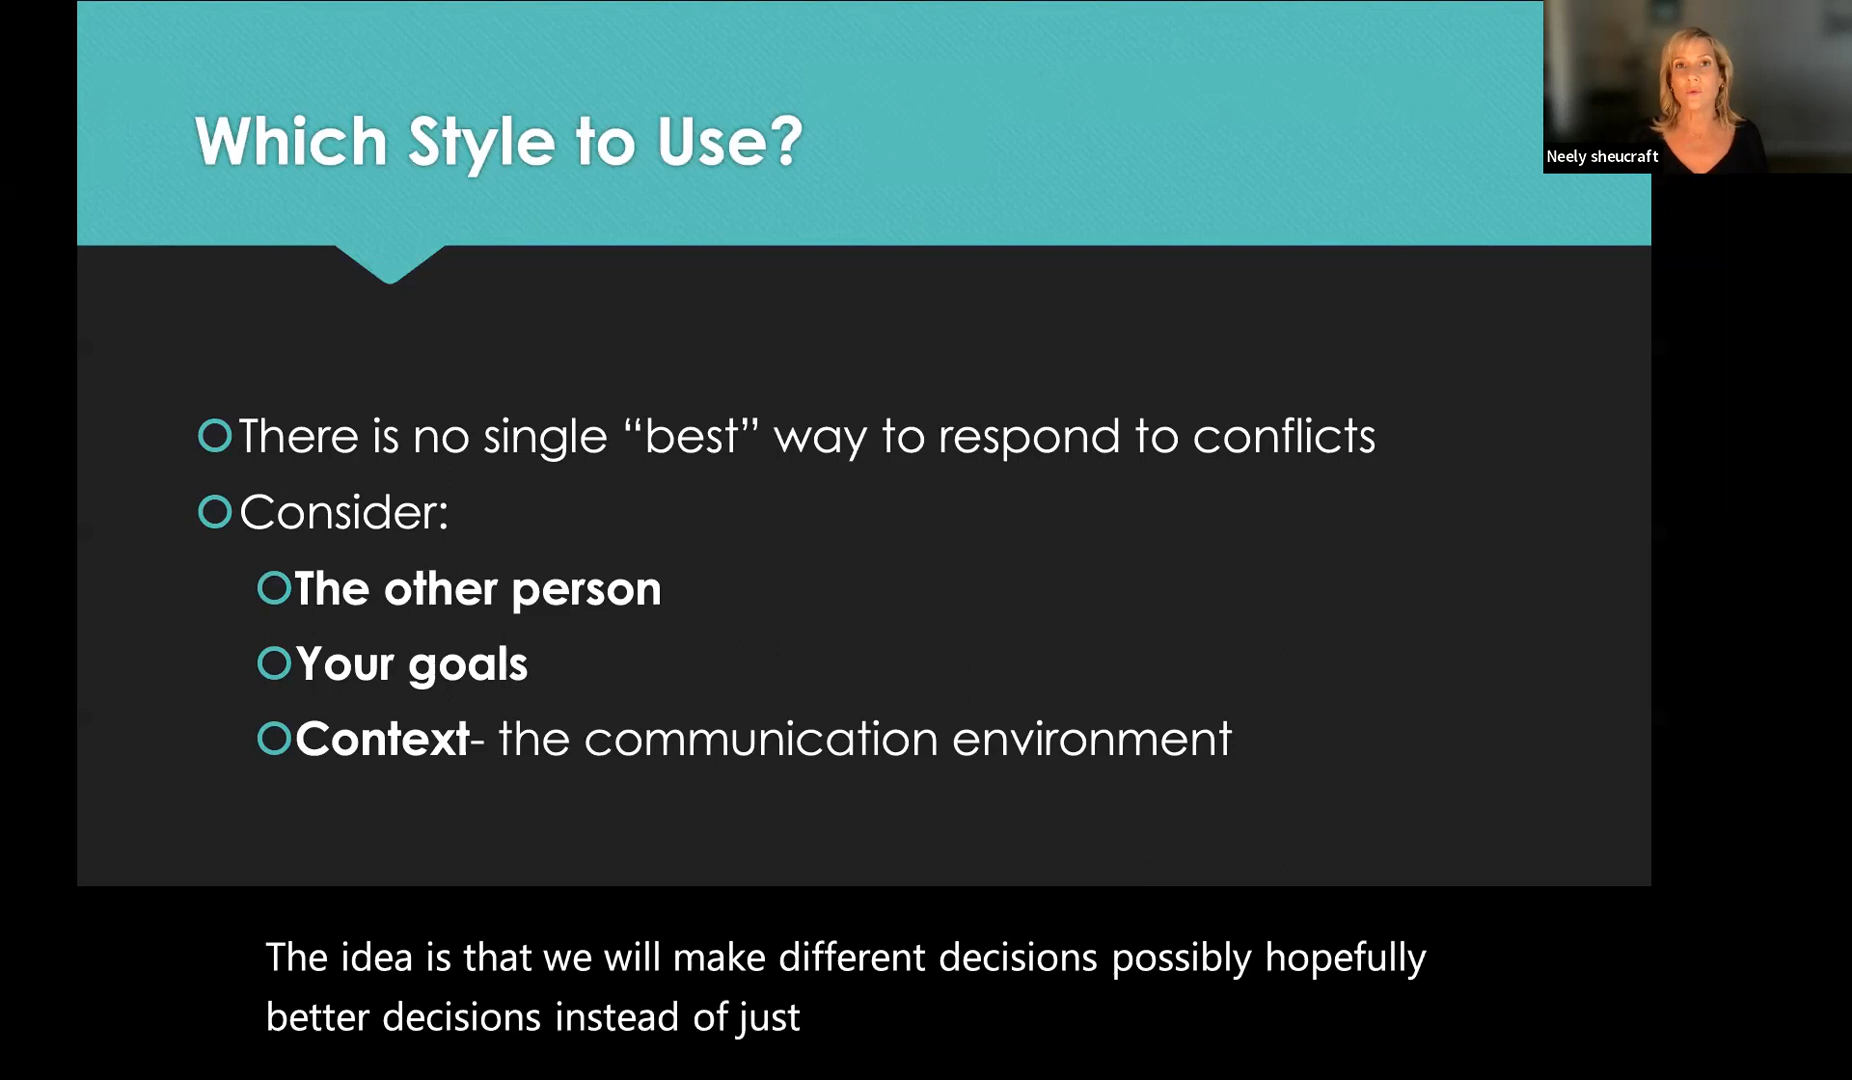 Which Style to Use?
Neely sheucraft
There is no single “best” way to respond to conflicts
Consider:
The other person
Your goals
Context- the communication environment
The idea is that we will make different decisions possibly hopefully
better decisions instead of just